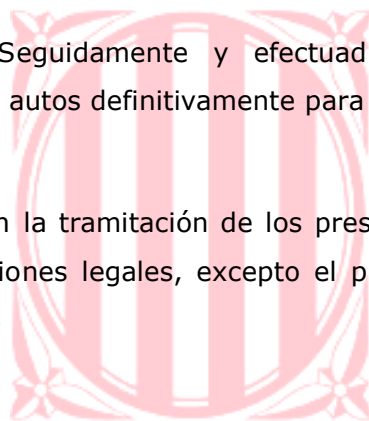 Seguidamente y efectuad
autos definitivamente para
la tramitación de los pres
iones legales, excepto el p